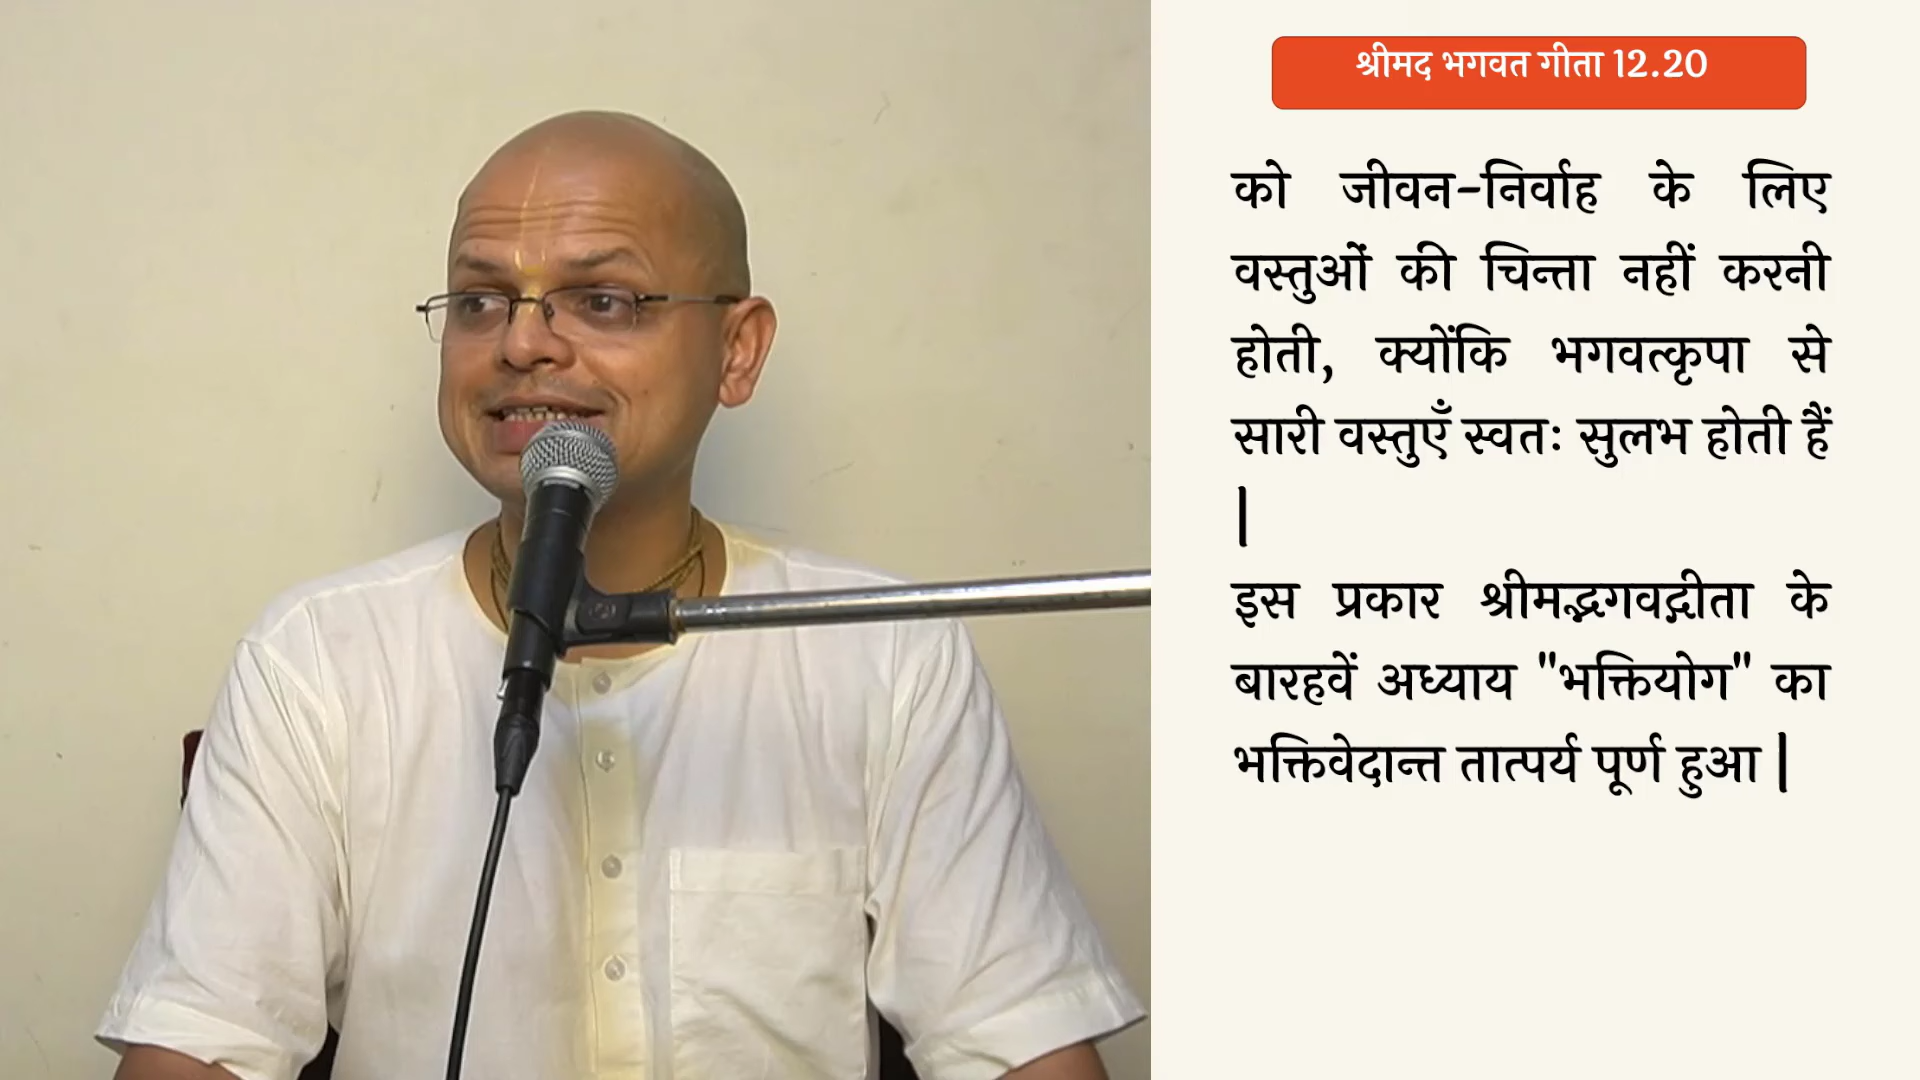 श्रीमद भगवत गीता 12.20
को जीवन-निर्वाह के लिए
वस्तुओं की चिन्ता नहीं करनी
होती, क्योंकि भगवत्कृपा से
सारी वस्तुएँ स्वतः सुलभ होती हैं
|
इस प्रकार श्रीमद्भगवद्गीता के
बारहवें अध्याय "भक्तियोग" का
भक्तिवेदान्त तात्पर्य पूर्ण हुआ |